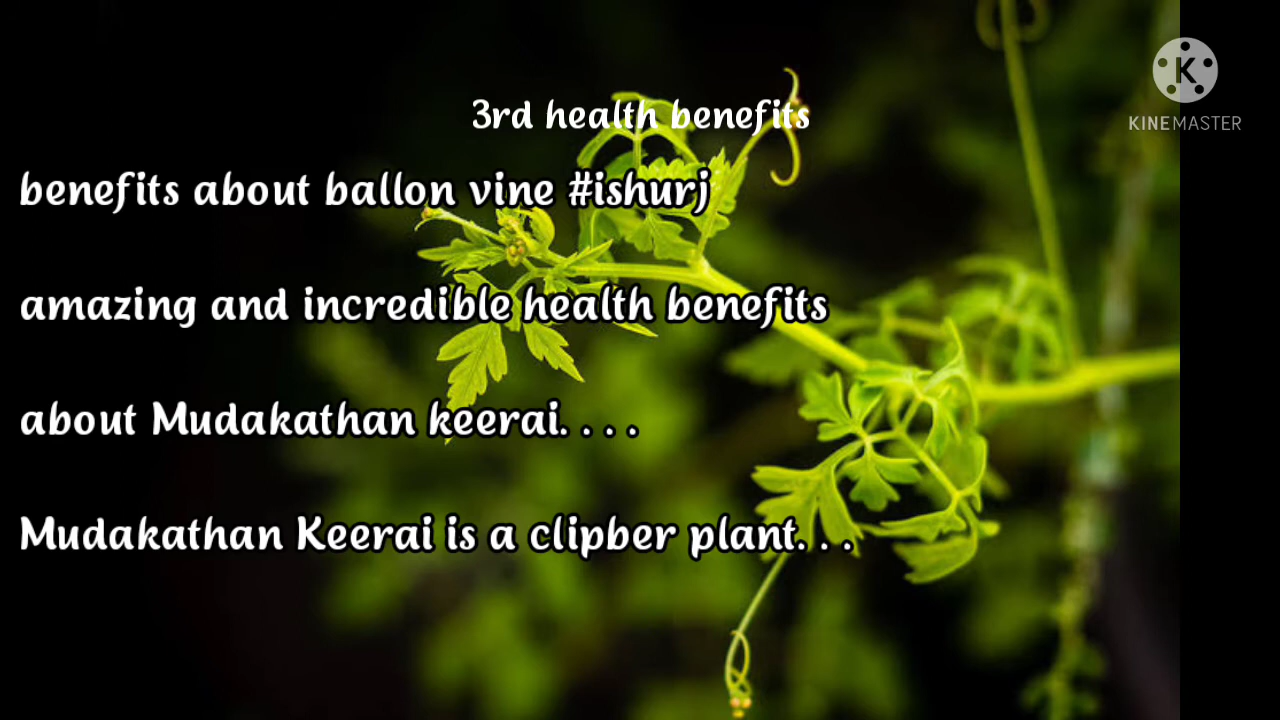 3rd health benefits
KINEMASTER
benefits about ballon vine #ishurj
amazing and incredible health benefits
about Mudakathan keerai. . . .
Mudakathan Keerai is a clipber plant. . .